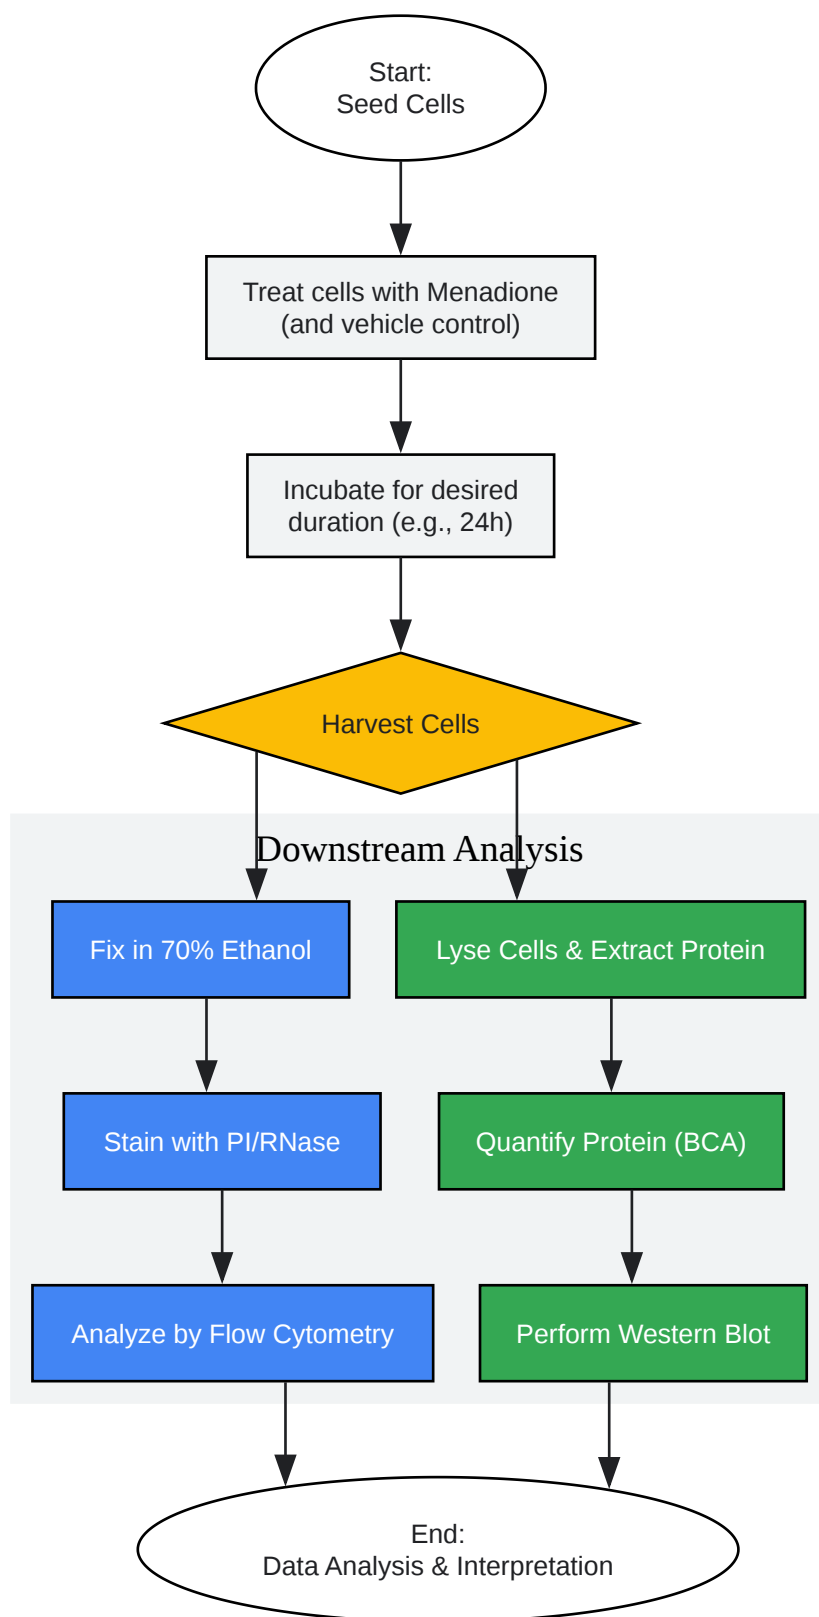 Start:
Seed Cells
Treat cells with Menadione
(and vehicle control)
Incubate for desired
duration (e.g., 24h)
Harvest Cells
Downstream Analysis
Fix in 70% Ethanol
Lyse Cells & Extract Protein
Stain with PI/RNase
Quantify Protein (BCA)
Analyze by Flow Cytometry
Perform Western Blot
End:
Data Analysis & Interpretation